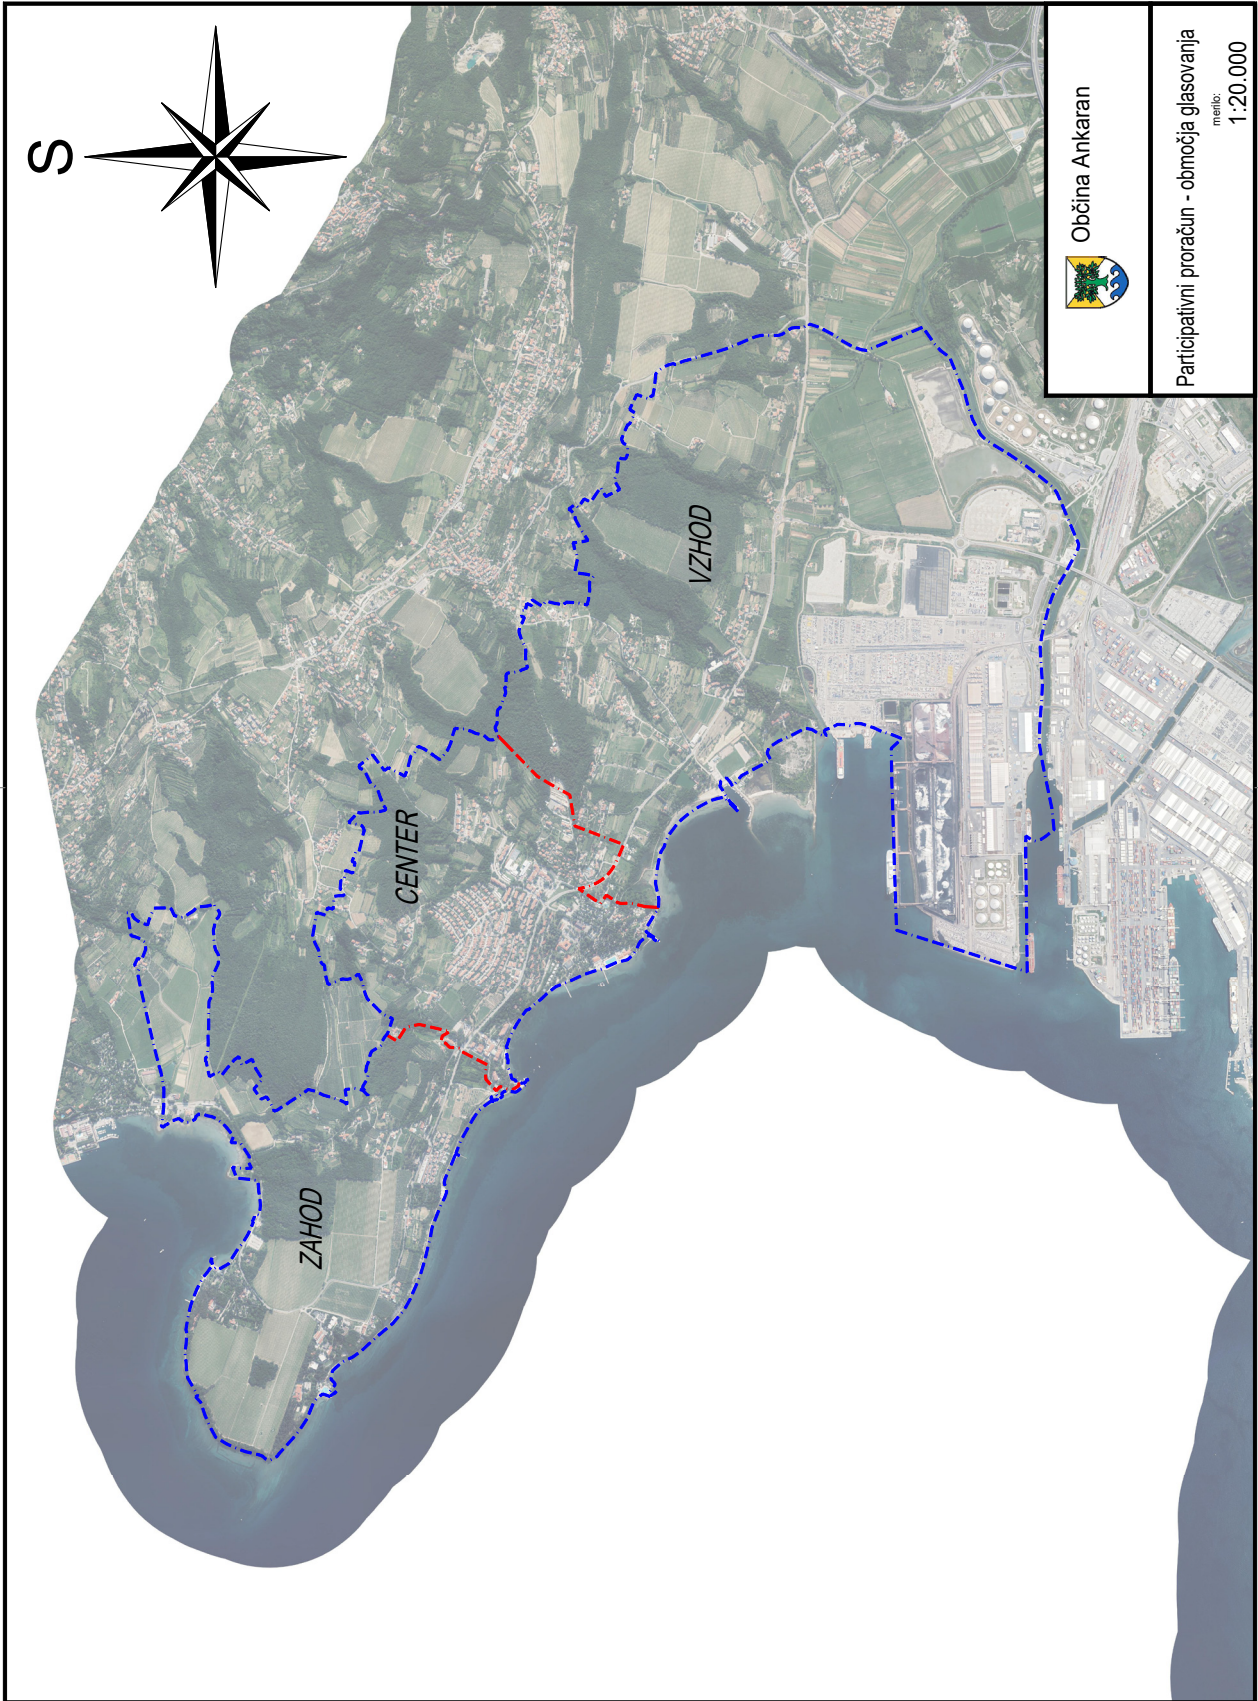 S
ZAHOD
CENTER
VZHOD
Občina Ankaran
Participativni proračun - območja glasovanja
merilo:
1:20.000